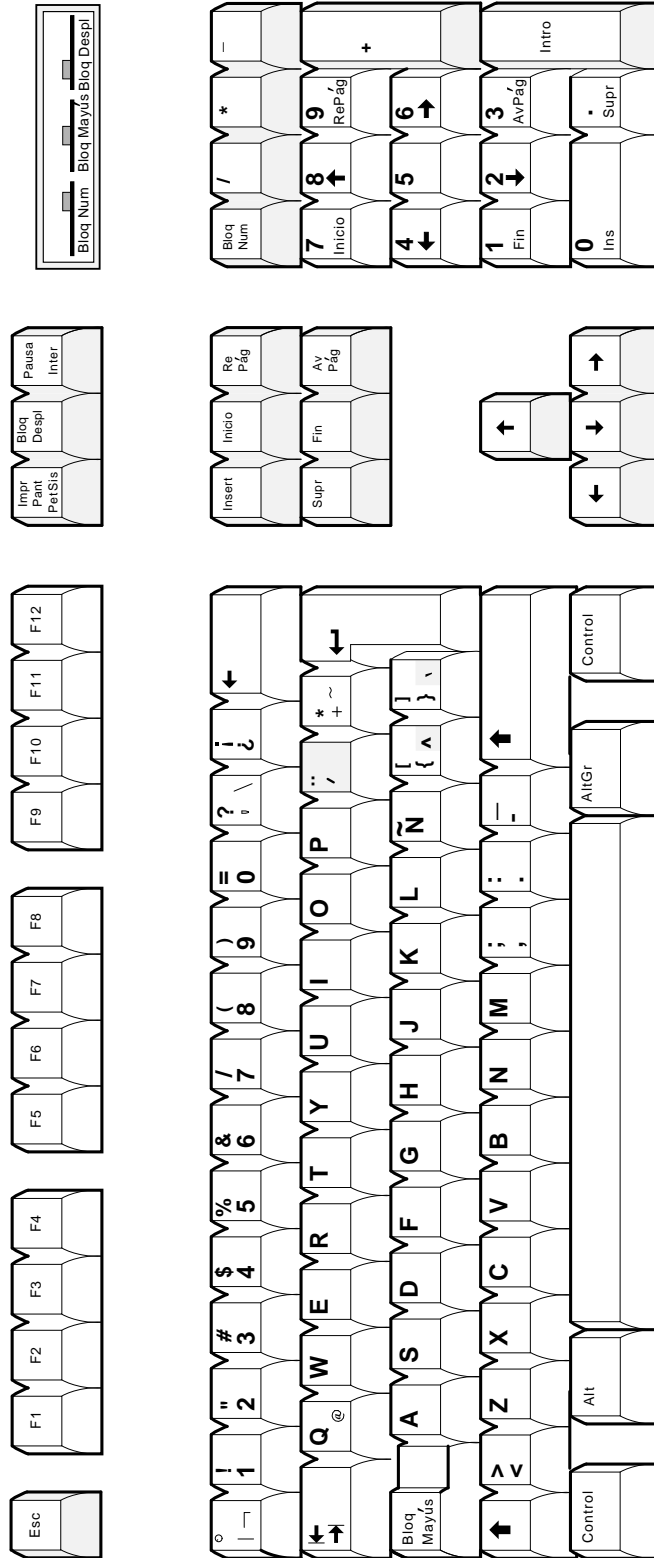 Esc F1 F2 F3 F4 F5 F6 F7 F8 F9 F10 F11 F12
Impr
Pant
PetSis
Bloq
Despl
Pausa
Inter
Bloq Num Bloq Mayús Bloq Despl
° | ¬
! 1
" 2
# 3
$ 4
% 5
& 6
/ 7
( 8
) 9
= 0
? ' \
¡ ¿
←
Insert Inicio
Re
Pág
Bloq
Num
/ * –
Q @ W E R T Y U I O P
¨ ´
* + ~
Supr Fin
Av
Pág
7 Inicio
8 ↑
9 RePág
+
Bloq
Mayús
A S D F G H J K L Ñ
[ { ^
] } `
4 ←
5
6 →
> <
Z X C V B N M
; ,
: .
_ -
↑
1 Fin
2 ↓
3 AvPág
Intro
Control Alt AltGr Control
← ↓ →
0 Ins
. Supr